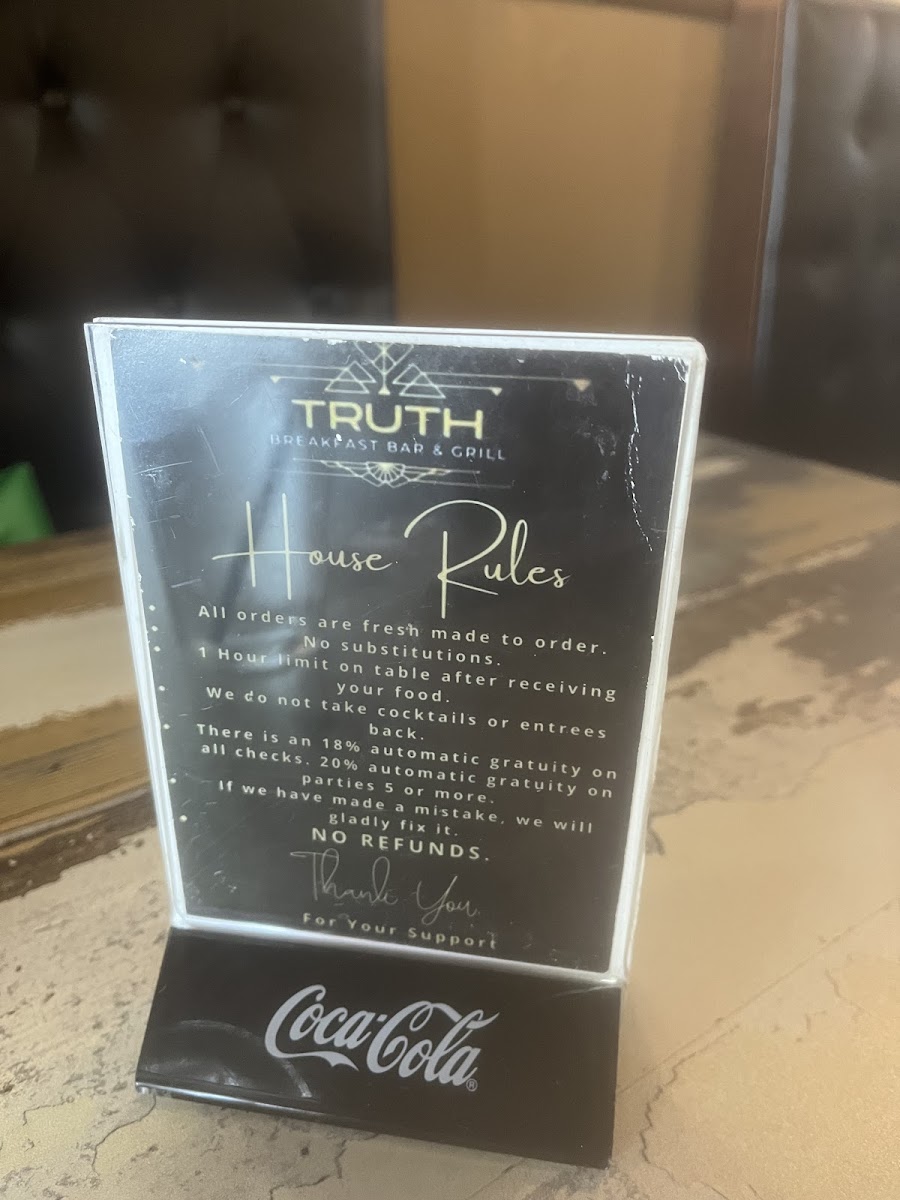 TRUTH
BREAKFAST BAR & GRILL
House Rules
All orders are fresh made to order.
No substitutions.
1 Hour limit on table after receiving
your food.
We do not take cocktails or entrees
back.
There is an 18% automatic gratuity on
all checks. 20% automatic gratuity on
parties 5 or more.
If we have made a mistake, we will
gladly fix it.
NO REFUNDS.
Thank You
For Your Support
Coca-Cola®